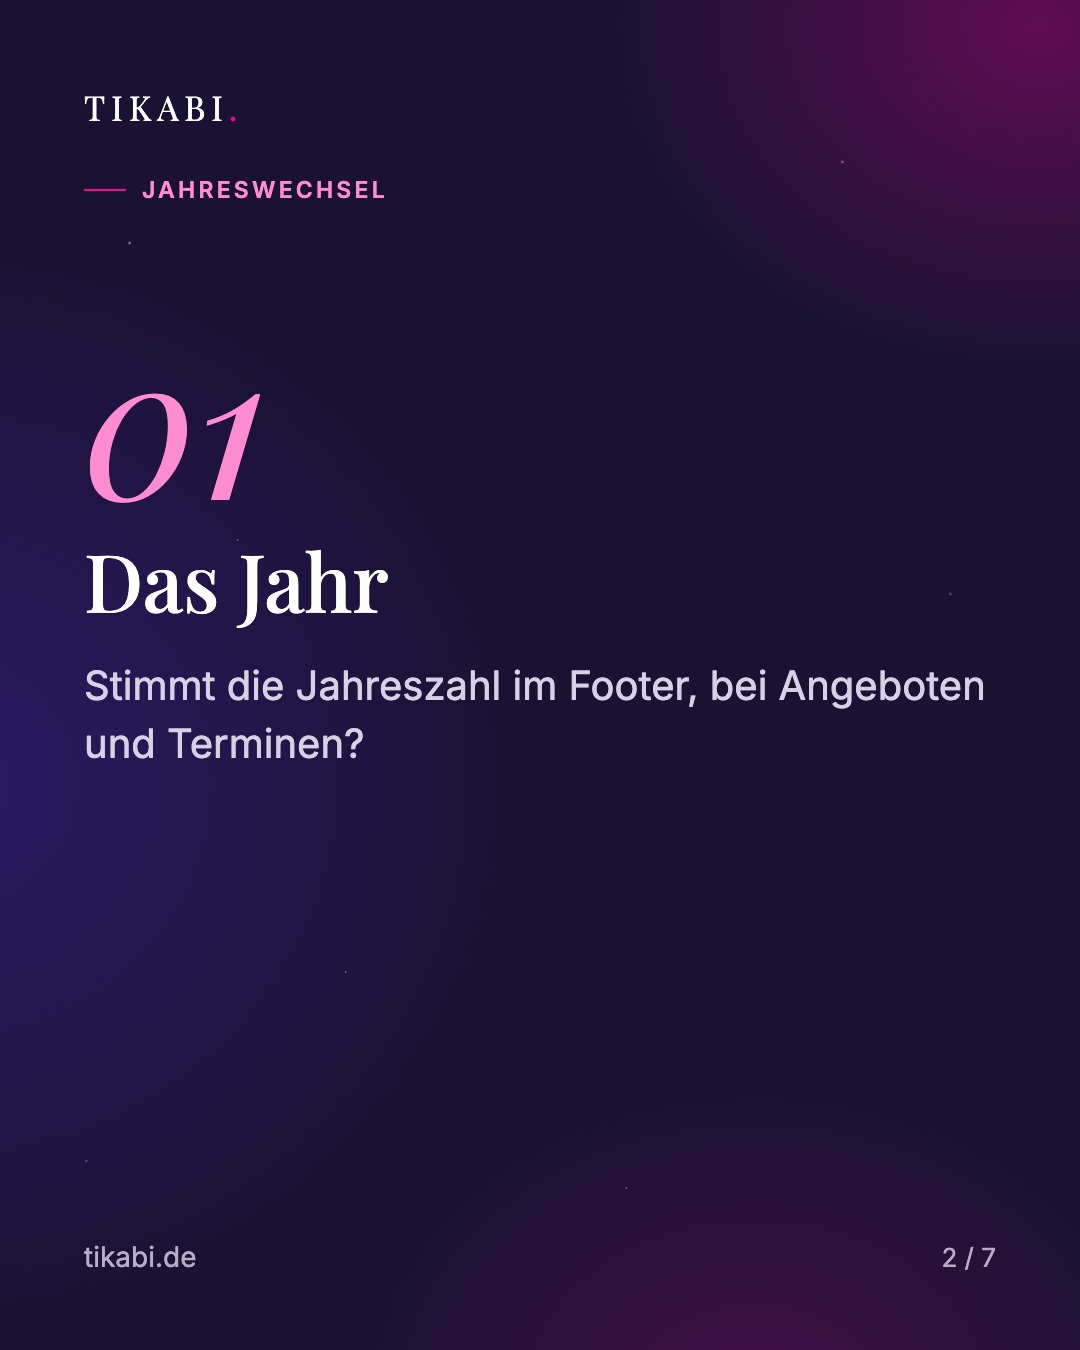 TIKABI.
JAHRESWECHSEL
01
Das Jahr
Stimmt die Jahreszahl im Footer, bei Angeboten
und Terminen?
tikabi.de
2 / 7